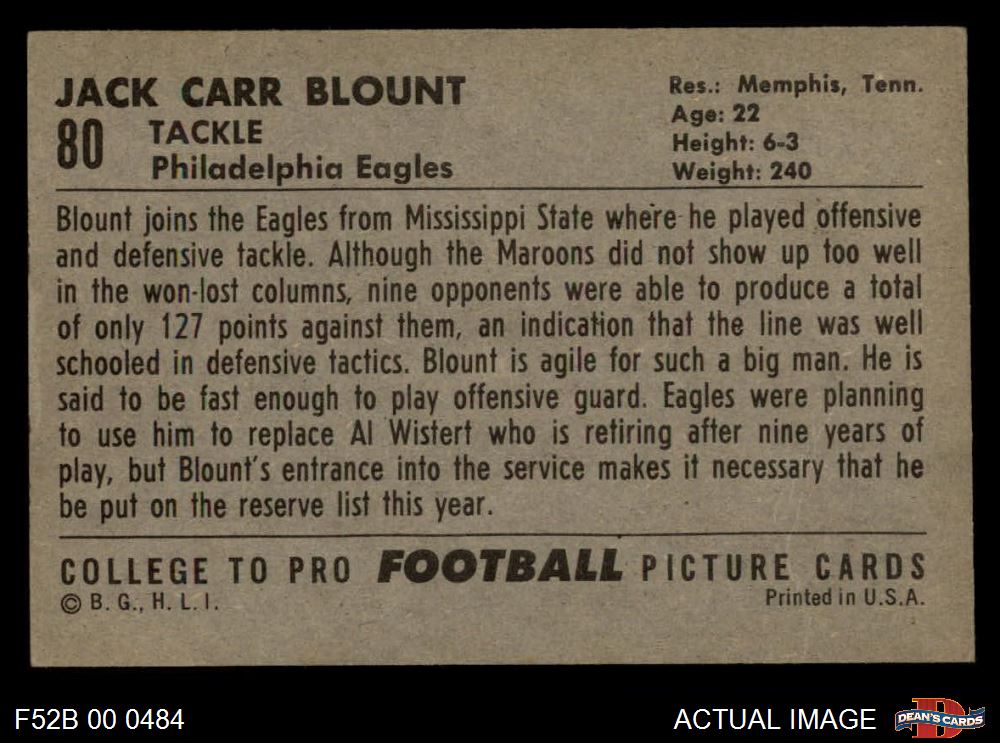 JACK CARR BLOUNT
80 TACKLE
Philadelphia Eagles
Res.: Memphis, Tenn.
Age: 22
Height: 6-3
Weight: 240
Blount joins the Eagles from Mississippi State where he played offensive
and defensive tackle. Although the Maroons did not show up too well
in the won-lost columns, nine opponents were able to produce a total
of only 127 points against them, an indication that the line was well
schooled in defensive tactics. Blount is agile for such a big man. He is
said to be fast enough to play offensive guard. Eagles were planning
to use him to replace Al Wistert who is retiring after nine years of
play, but Blount's entrance into the service makes it necessary that he
be put on the reserve list this year.
COLLEGE TO PRO FOOTBALL PICTURE CARDS
© B. G., H. L. I.
Printed in U.S.A.
F52B 00 0484
ACTUAL IMAGE
D
DEAN'S CARDS